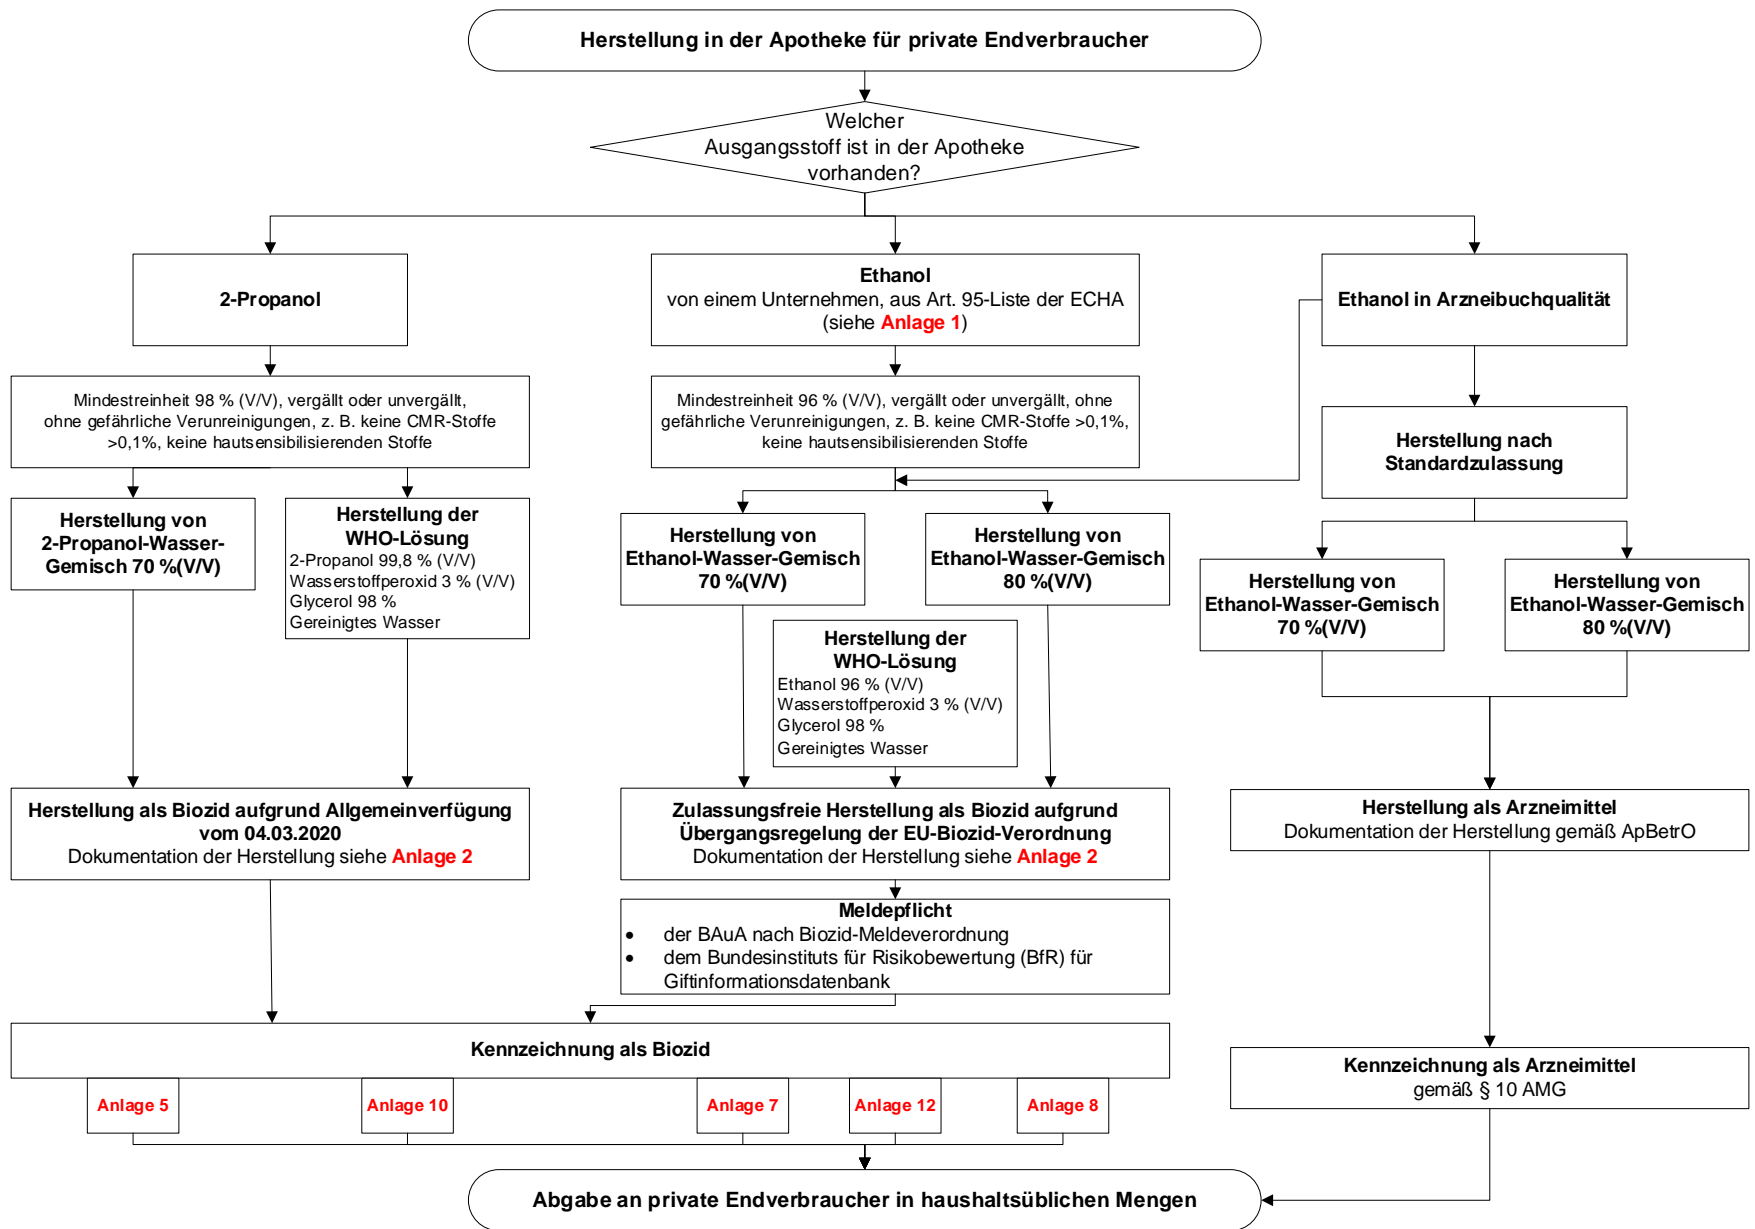 Herstellung in der Apotheke für private Endverbraucher
Welcher
Ausgangsstoff ist in der Apotheke
vorhanden?
2-Propanol
Ethanol
von einem Unternehmen, aus Art. 95-Liste der ECHA
(siehe Anlage 1)
Ethanol in Arzneibuchqualität
Mindestreinheit 98 % (V/V), vergällt oder unvergällt,
ohne gefährliche Verunreinigungen, z. B. keine CMR-Stoffe
>0,1%, keine hautsensibilisierenden Stoffe
Mindestreinheit 96 % (V/V), vergällt oder unvergällt, ohne
gefährliche Verunreinigungen, z. B. keine CMR-Stoffe >0,1%,
keine hautsensibilisierenden Stoffe
Herstellung nach
Standardzulassung
Herstellung von
2-Propanol-Wasser-
Gemisch 70 %(V/V)
Herstellung der
WHO-Lösung
2-Propanol 99,8 % (V/V)
Wasserstoffperoxid 3 % (V/V)
Glycerol 98 %
Gereinigtes Wasser
Herstellung von
Ethanol-Wasser-Gemisch
70 %(V/V)
Herstellung von
Ethanol-Wasser-Gemisch
80 %(V/V)
Herstellung der
WHO-Lösung
Ethanol 96 % (V/V)
Wasserstoffperoxid 3 % (V/V)
Glycerol 98 %
Gereinigtes Wasser
Herstellung von
Ethanol-Wasser-Gemisch
70 %(V/V)
Herstellung von
Ethanol-Wasser-Gemisch
80 %(V/V)
Herstellung als Biozid aufgrund Allgemeinverfügung
vom 04.03.2020
Dokumentation der Herstellung siehe Anlage 2
Zulassungsfreie Herstellung als Biozid aufgrund
Übergangsregelung der EU-Biozid-Verordnung
Dokumentation der Herstellung siehe Anlage 2
Herstellung als Arzneimittel
Dokumentation der Herstellung gemäß ApBetrO
Meldepflicht
• der BAuA nach Biozid-Meldeverordnung
• dem Bundesinstituts für Risikobewertung (BfR) für
Giftinformationsdatenbank
Kennzeichnung als Biozid
Kennzeichnung als Arzneimittel
gemäß § 10 AMG
Anlage 5
Anlage 10
Anlage 7
Anlage 12
Anlage 8
Abgabe an private Endverbraucher in haushaltsüblichen Mengen